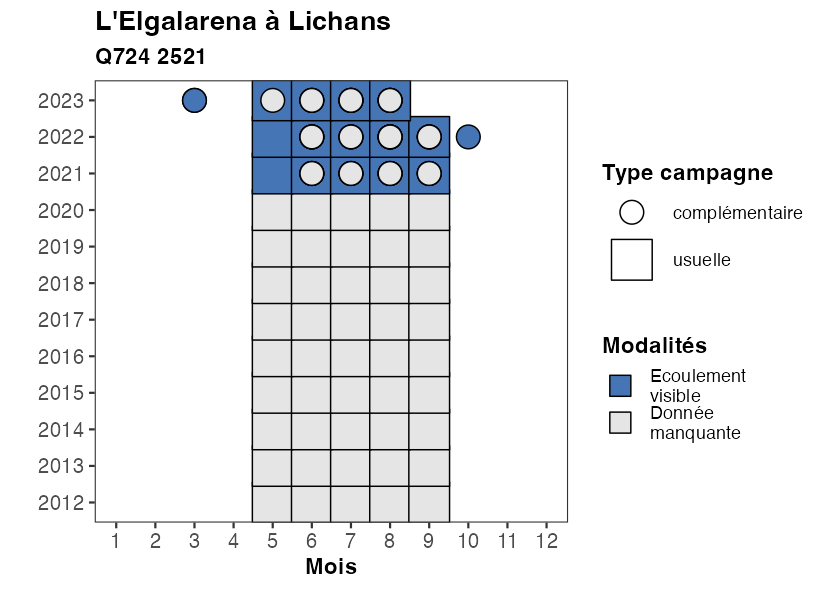 L'Elgalarena à Lichans
Q724 2521
2023
2022
2021
2020
2019
2018
2017
2016
2015
2014
2013
2012
1 2 3 4 5 6 7 8 9 10 11 12
Mois
Type campagne
complémentaire
usuelle
Modalités
Ecoulement
visible
Donnée
manquante